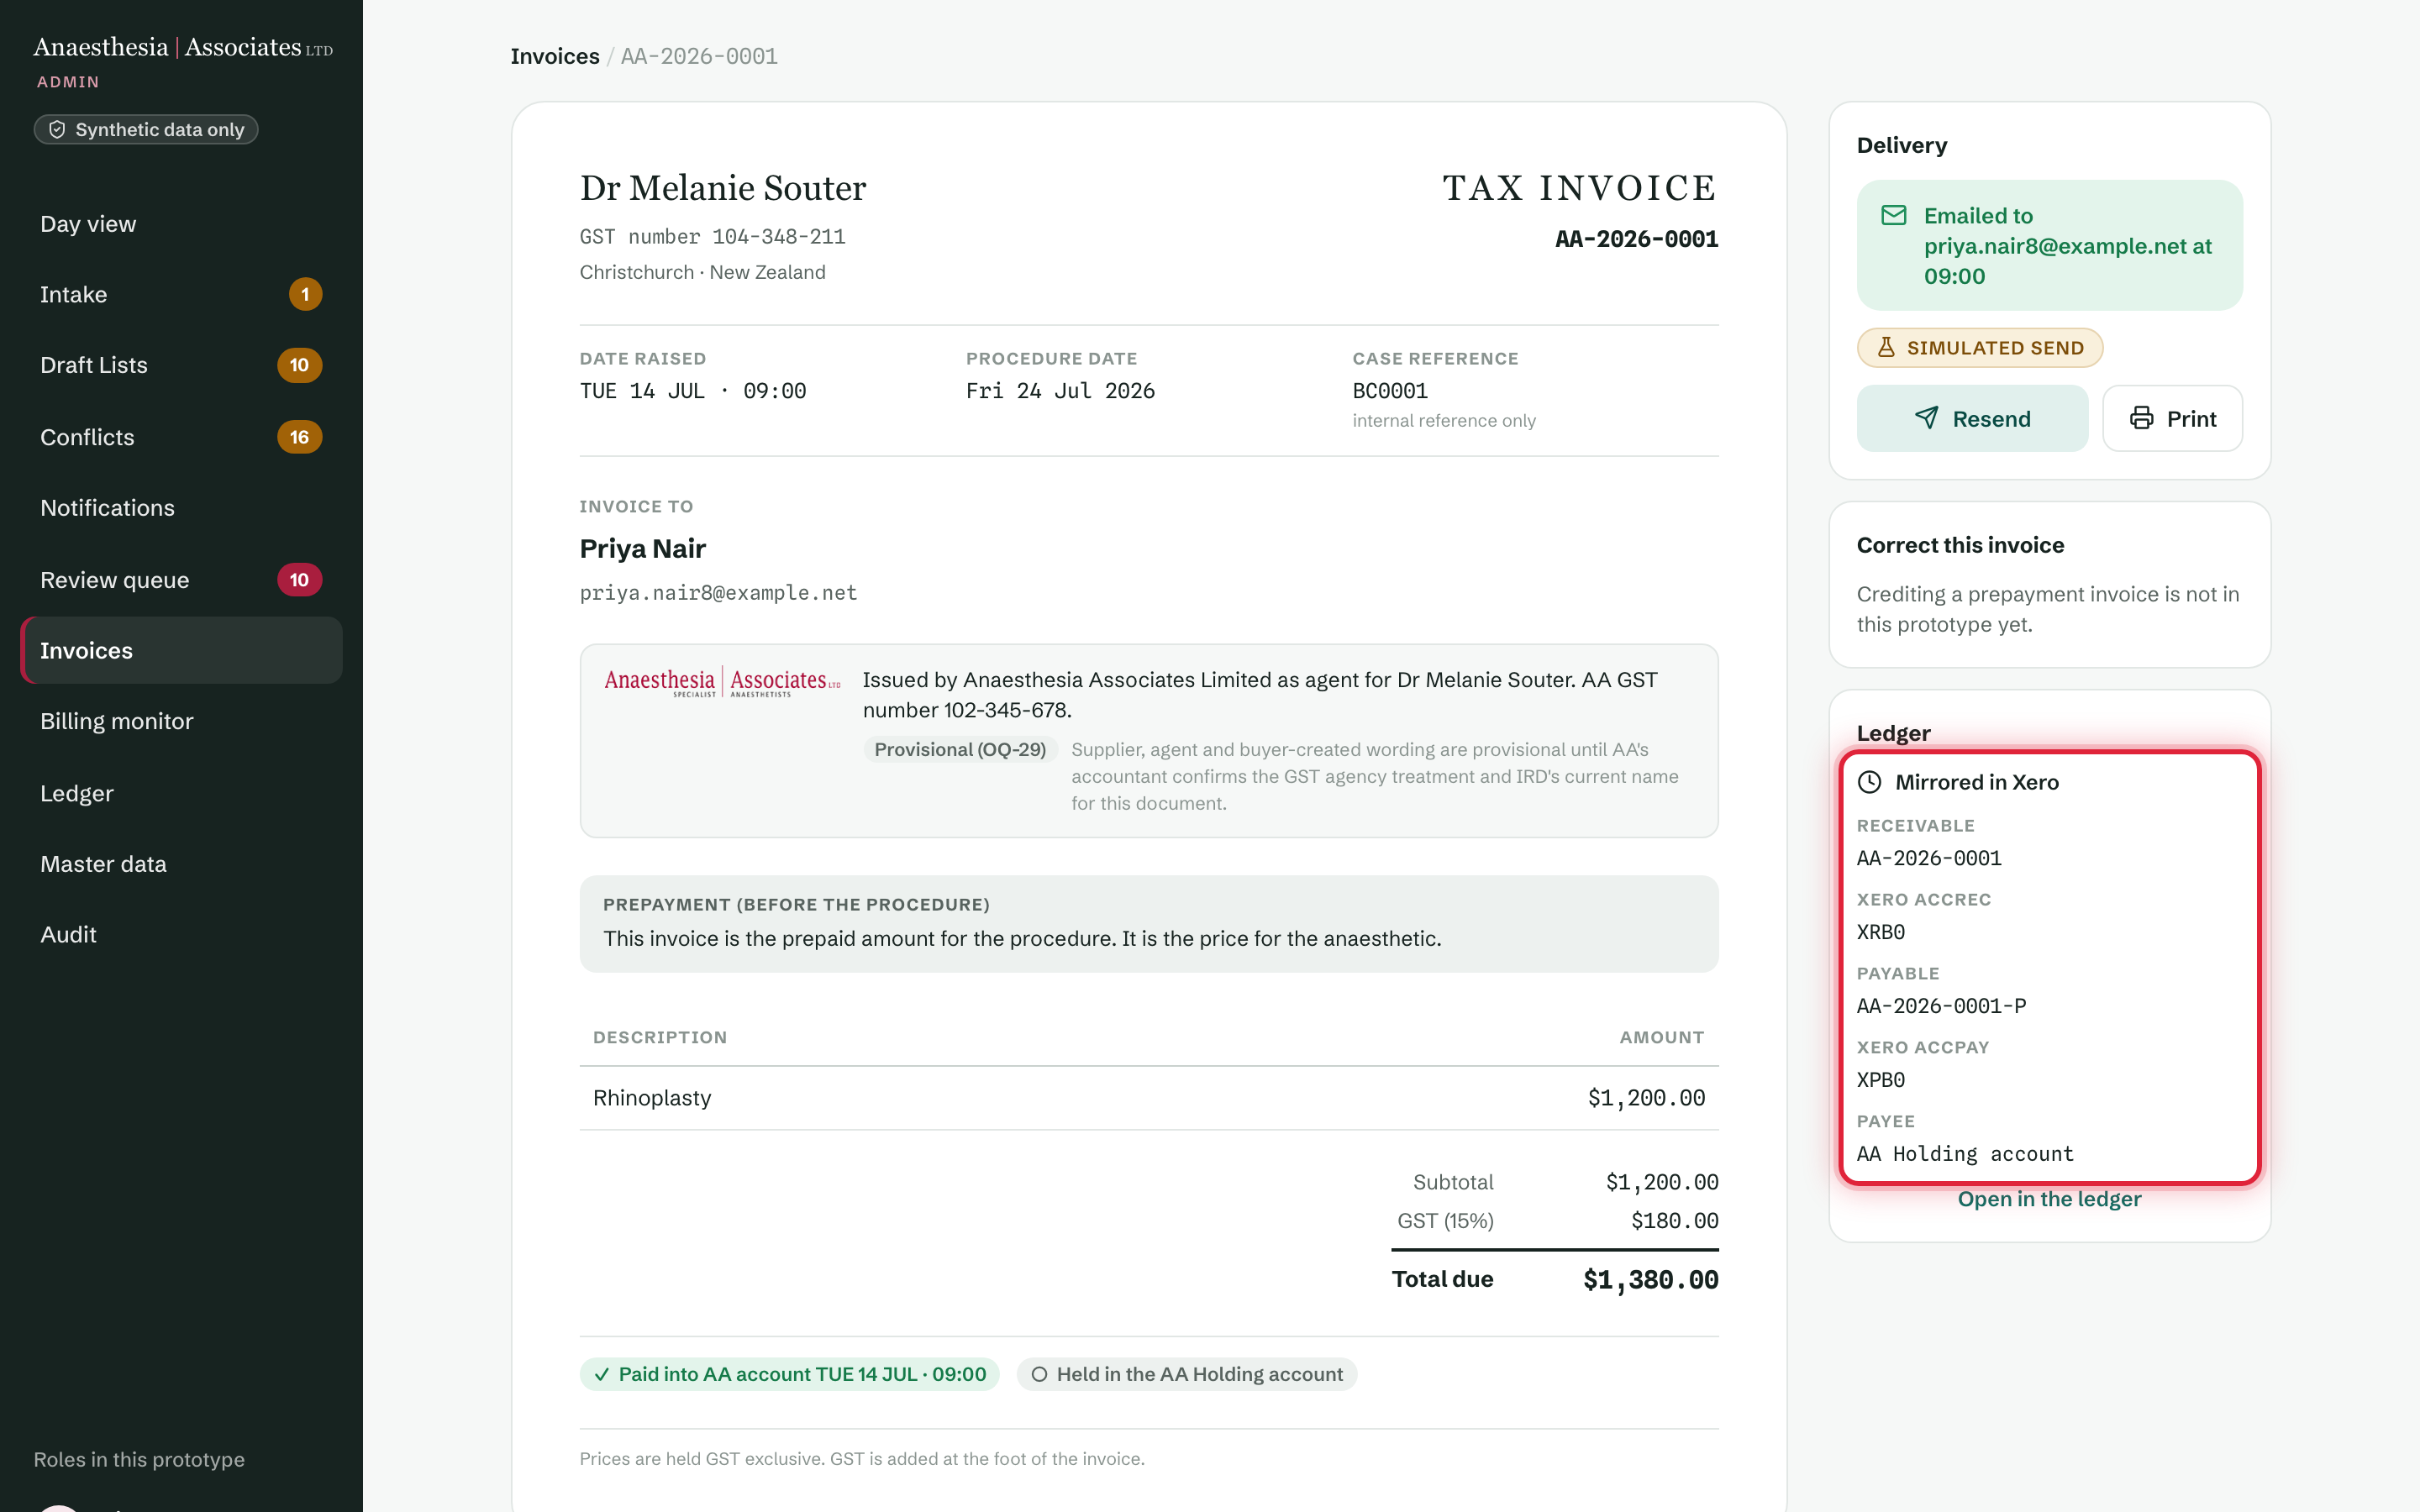 Anaesthesia | Associates LTD
ADMIN
Synthetic data only
Day view
Intake 1
Draft Lists 10
Conflicts 16
Notifications
Review queue 10
Invoices
Billing monitor
Ledger
Master data
Audit
Roles in this prototype
Invoices / AA-2026-0001
Dr Melanie Souter
GST number 104-348-211
Christchurch · New Zealand
TAX INVOICE
AA-2026-0001
DATE RAISED
TUE 14 JUL · 09:00
PROCEDURE DATE
Fri 24 Jul 2026
CASE REFERENCE
BC0001
internal reference only
INVOICE TO
Priya Nair
priya.nair8@example.net
Anaesthesia | Associates LTD
SPECIALIST ANAESTHETISTS
Issued by Anaesthesia Associates Limited as agent for Dr Melanie Souter. AA GST
number 102-345-678.
Provisional (OQ-29)
Supplier, agent and buyer-created wording are provisional until AA's
accountant confirms the GST agency treatment and IRD's current name
for this document.
PREPAYMENT (BEFORE THE PROCEDURE)
This invoice is the prepaid amount for the procedure. It is the price for the anaesthetic.
DESCRIPTION AMOUNT
Rhinoplasty $1,200.00
Subtotal $1,200.00
GST (15%) $180.00
Total due $1,380.00
Paid into AA account TUE 14 JUL · 09:00
Held in the AA Holding account
Prices are held GST exclusive. GST is added at the foot of the invoice.
Delivery
Emailed to
priya.nair8@example.net at
09:00
SIMULATED SEND
Resend
Print
Correct this invoice
Crediting a prepayment invoice is not in
this prototype yet.
Ledger
Mirrored in Xero
RECEIVABLE
AA-2026-0001
XERO ACCREC
XRB0
PAYABLE
AA-2026-0001-P
XERO ACCPAY
XPB0
PAYEE
AA Holding account
Open in the ledger